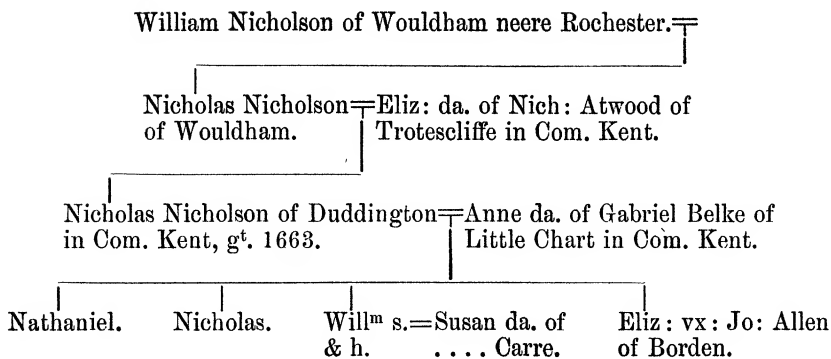 William Nicholson of Wouldham neere Rochester.
Nicholas Nicholson=Eliz: da. of Nich: Atwood of
of Wouldham. Trotescliffe in Com. Kent.
Nicholas Nicholson of Duddington=Anne da. of Gabriel Belke of
in Com. Kent, gᵗ. 1663. Little Chart in Com. Kent.
Nathaniel. Nicholas. Willᵐ s.=Susan da. of Eliz: vx: Jo: Allen
& h. .... Carre. of Borden.